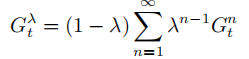 G_t^λ = (1 − λ) ∑_{n=1}^{∞} λ^{n−1} G_t^n